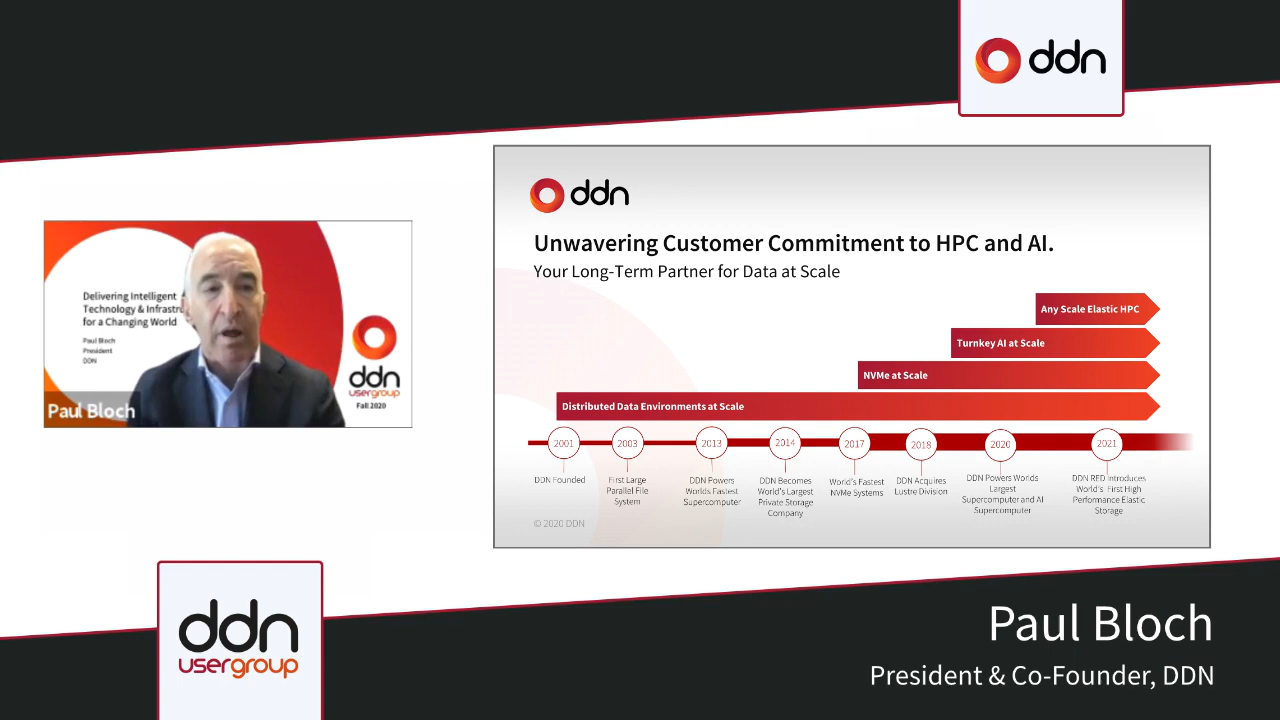 ddn
Delivering Intelligent
Technology & Infrastru
for a Changing World
Paul Bloch
President
DDN
ddn
usergroup
Fall 2020
Paul Bloch
ddn
Unwavering Customer Commitment to HPC and AI.
Your Long-Term Partner for Data at Scale
Any Scale Elastic HPC
Turnkey AI at Scale
NVMe at Scale
Distributed Data Environments at Scale
2001
DDN Founded
2003
First Large
Parallel File
System
2013
DDN Powers
Worlds Fastest
Supercomputer
2014
DDN Becomes
World's Largest
Private Storage
Company
2017
World's Fastest
NVMe Systems
2018
DDN Acquires
Lustre Division
2020
DDN Powers Worlds
Largest
Supercomputer and AI
Supercomputer
2021
DDN RED Introduces
World's First High
Performance Elastic
Storage
© 2020 DDN
ddn
usergroup
Paul Bloch
President & Co-Founder, DDN